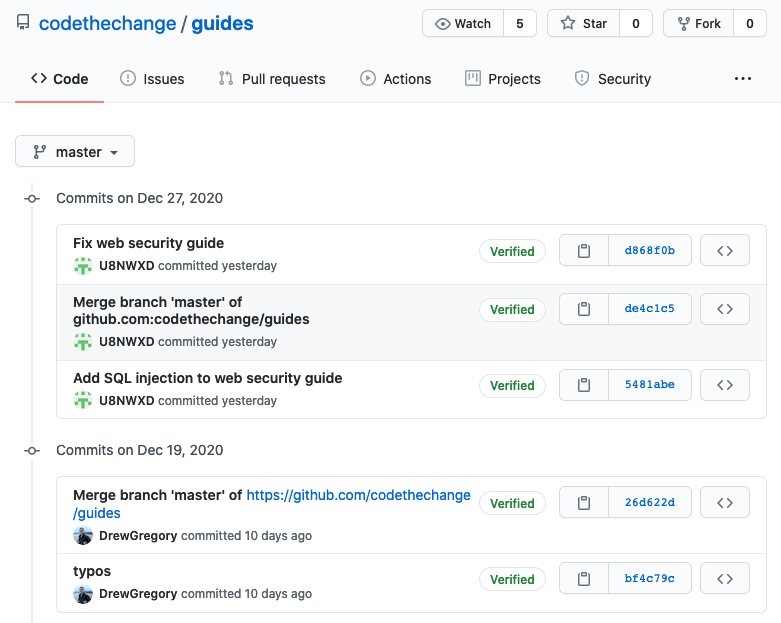 codethechange / guides
Watch 5 Star 0 Fork 0
Code Issues Pull requests Actions Projects Security ...
master
Commits on Dec 27, 2020
Fix web security guide
U8NWXD committed yesterday
Verified d868f0b
Merge branch 'master' of
github.com:codethechange/guides
U8NWXD committed yesterday
Verified de4c1c5
Add SQL injection to web security guide
U8NWXD committed yesterday
Verified 5481abe
Commits on Dec 19, 2020
Merge branch 'master' of https://github.com/codethechange
/guides
DrewGregory committed 10 days ago
Verified 26d622d
typos
DrewGregory committed 10 days ago
Verified bf4c79c